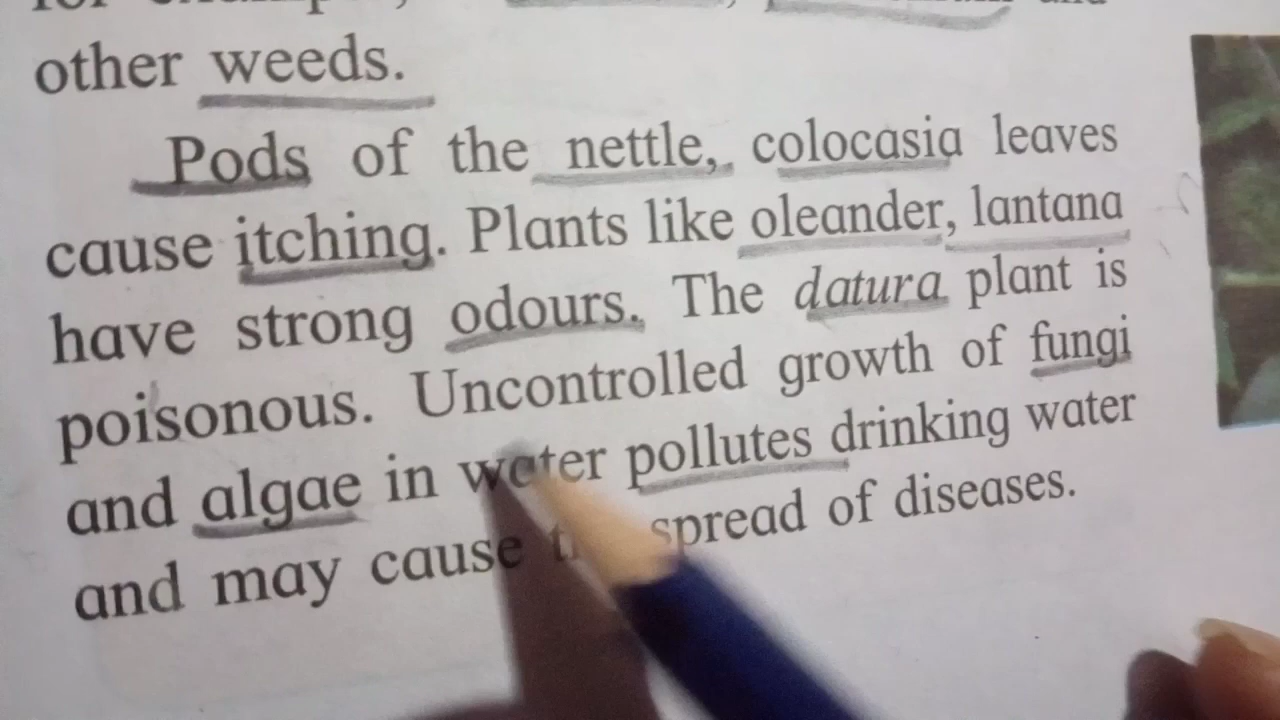 other weeds.
Pods of the nettle, colocasia leaves
cause itching. Plants like oleander, lantana
have strong odours. The datura plant is
poisonous. Uncontrolled growth of fungi
and algae in water pollutes drinking water
and may cause spread of diseases.